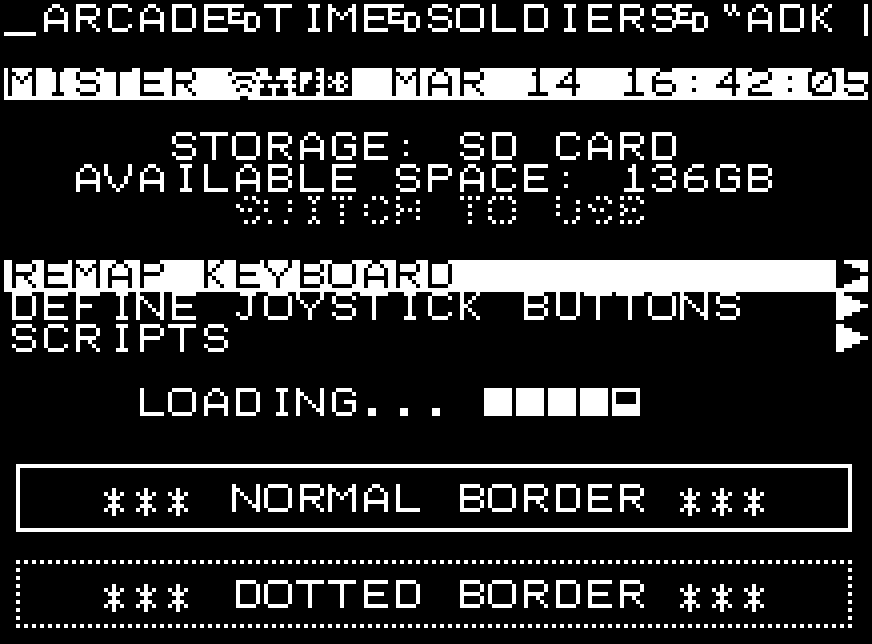 _ARCADE TIME SOLDIERS "ADK |
MISTER MAR 14 16:42:05
STORAGE: SD CARD
AVAILABLE SPACE: 136GB
SWITCH TO USB
REMAP KEYBOARD
DEFINE JOYSTICK BUTTONS
SCRIPTS
LOADING...
*** NORMAL BORDER ***
*** DOTTED BORDER ***